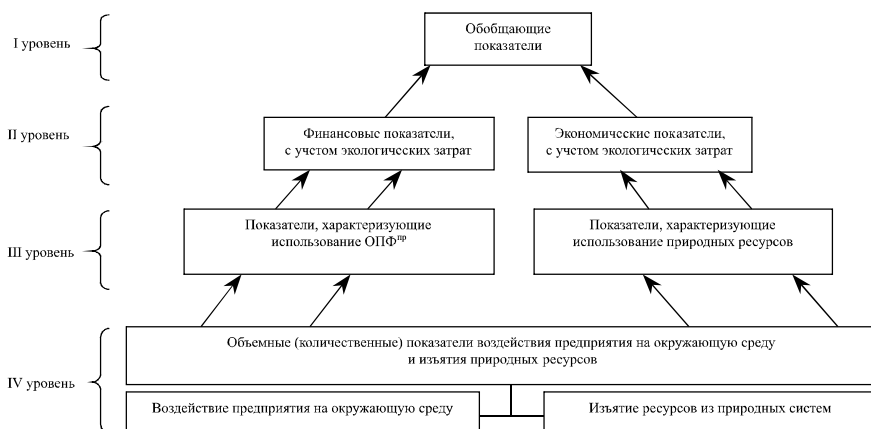 I уровень
Обобщающие
показатели
II уровень
Финансовые показатели,
с учетом экологических затрат
Экономические показатели,
с учетом экологических затрат
III уровень
Показатели, характеризующие
использование ОПФпр
Показатели, характеризующие
использование природных ресурсов
IV уровень
Объемные (количественные) показатели воздействия предприятия на окружающую среду
и изъятия природных ресурсов
Воздействие предприятия на окружающую среду
Изъятие ресурсов из природных систем